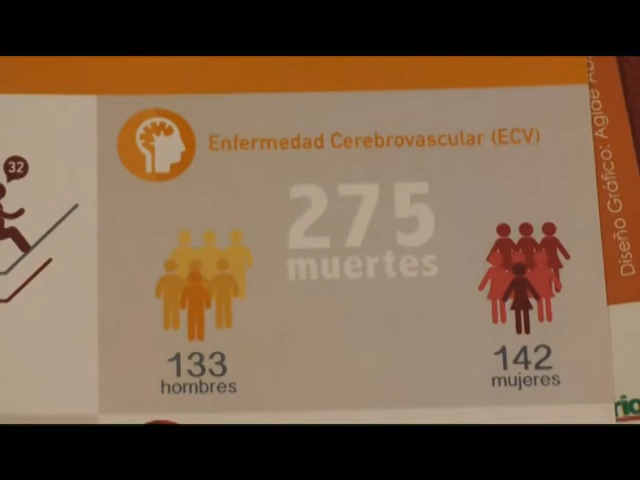 32
Enfermedad Cerebrovascular (ECV)
275
muertes
133
hombres
142
mujeres
Diseño Gráfico: Aglae